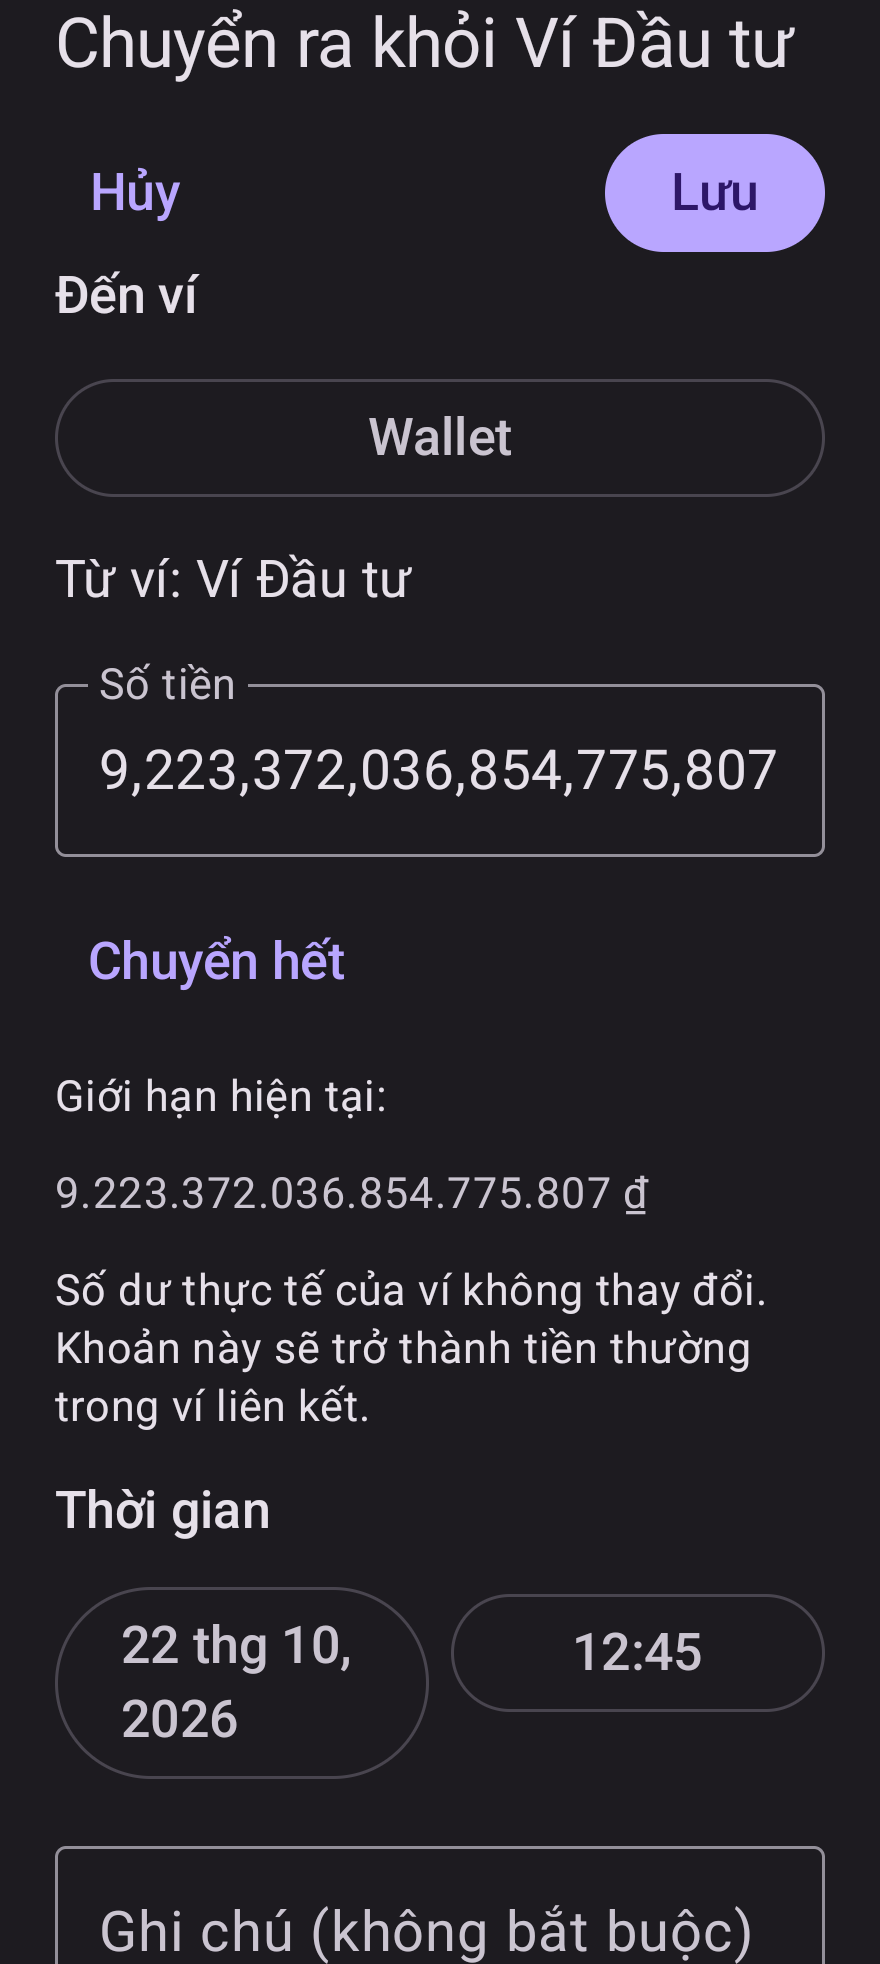 Chuyển ra khỏi Ví Đầu tư
Hủy
Lưu
Đến ví
Wallet
Từ ví: Ví Đầu tư
Số tiền
9,223,372,036,854,775,807
Chuyển hết
Giới hạn hiện tại:
9.223.372.036.854.775.807 ₫
Số dư thực tế của ví không thay đổi.
Khoản này sẽ trở thành tiền thường
trong ví liên kết.
Thời gian
22 thg 10,
2026
12:45
Ghi chú (không bắt buộc)